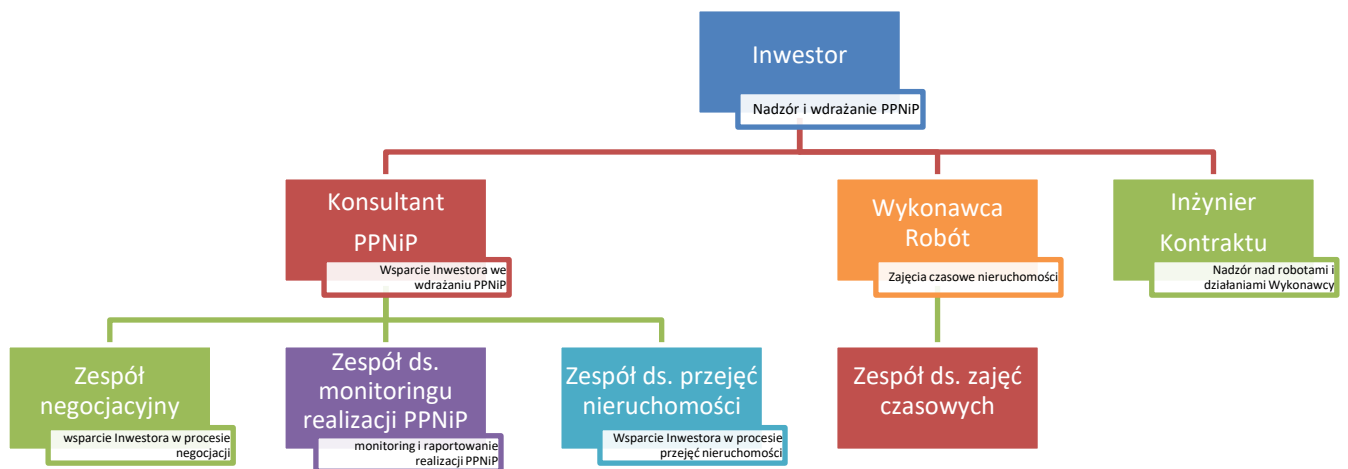 Inwestor
Nadzór i wdrażanie PPNiP
Konsultant
PPNiP
Wsparcie Inwestora we
wdrażaniu PPNiP
Wykonawca
Robót
Zajęcia czasowe nieruchomości
Inżynier
Kontraktu
Nadzór nad robotami i
działaniami Wykonawcy
Zespół
negocjacyjny
wsparcie Inwestora w procesie
negocjacji
Zespół ds.
monitoringu
realizacji PPNiP
monitoring i raportowanie
realizacji PPNiP
Zespół ds. przejęć
nieruchomości
Wsparcie Inwestora w procesie
przejęć nieruchomości
Zespół ds. zajęć
czasowych